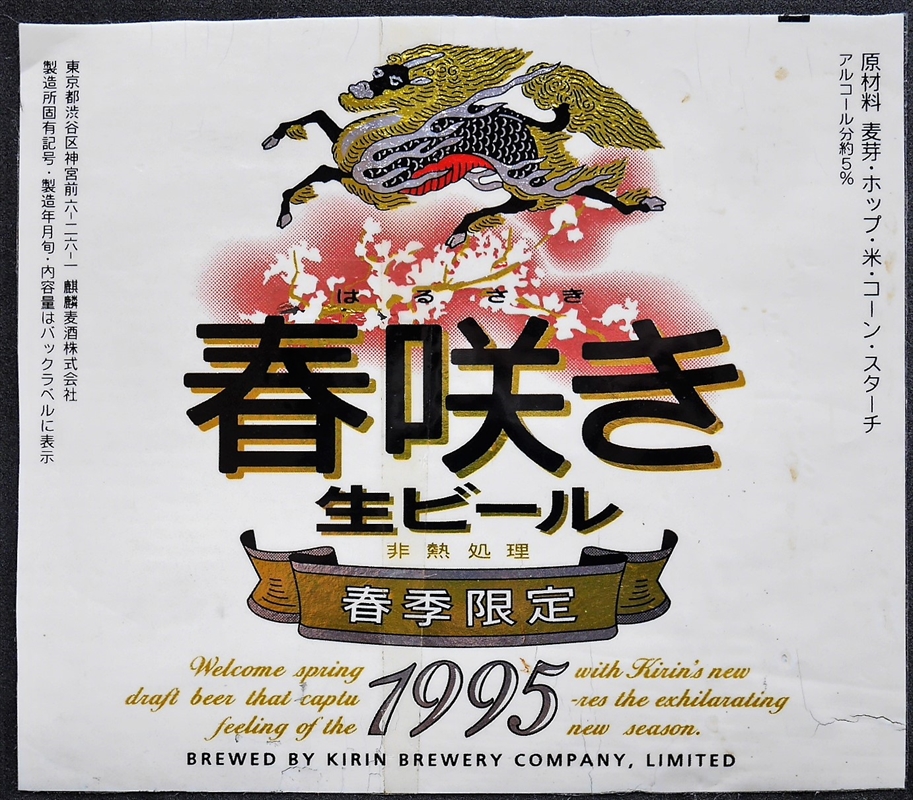 原材料 麦芽・ホップ・米・コーン・スターチ
アルコール分約5%
東京都渋谷区神宮前六-二六-一 麒麟麦酒株式会社
製造所固有記号・製造年月旬・内容量はバックラベルに表示
はるさき
春咲き
生ビール
非熱処理
春季限定
Welcome spring 1995 with Kirin's new
draft beer that captu -res the exhilarating
feeling of the new season.
BREWED BY KIRIN BREWERY COMPANY, LIMITED